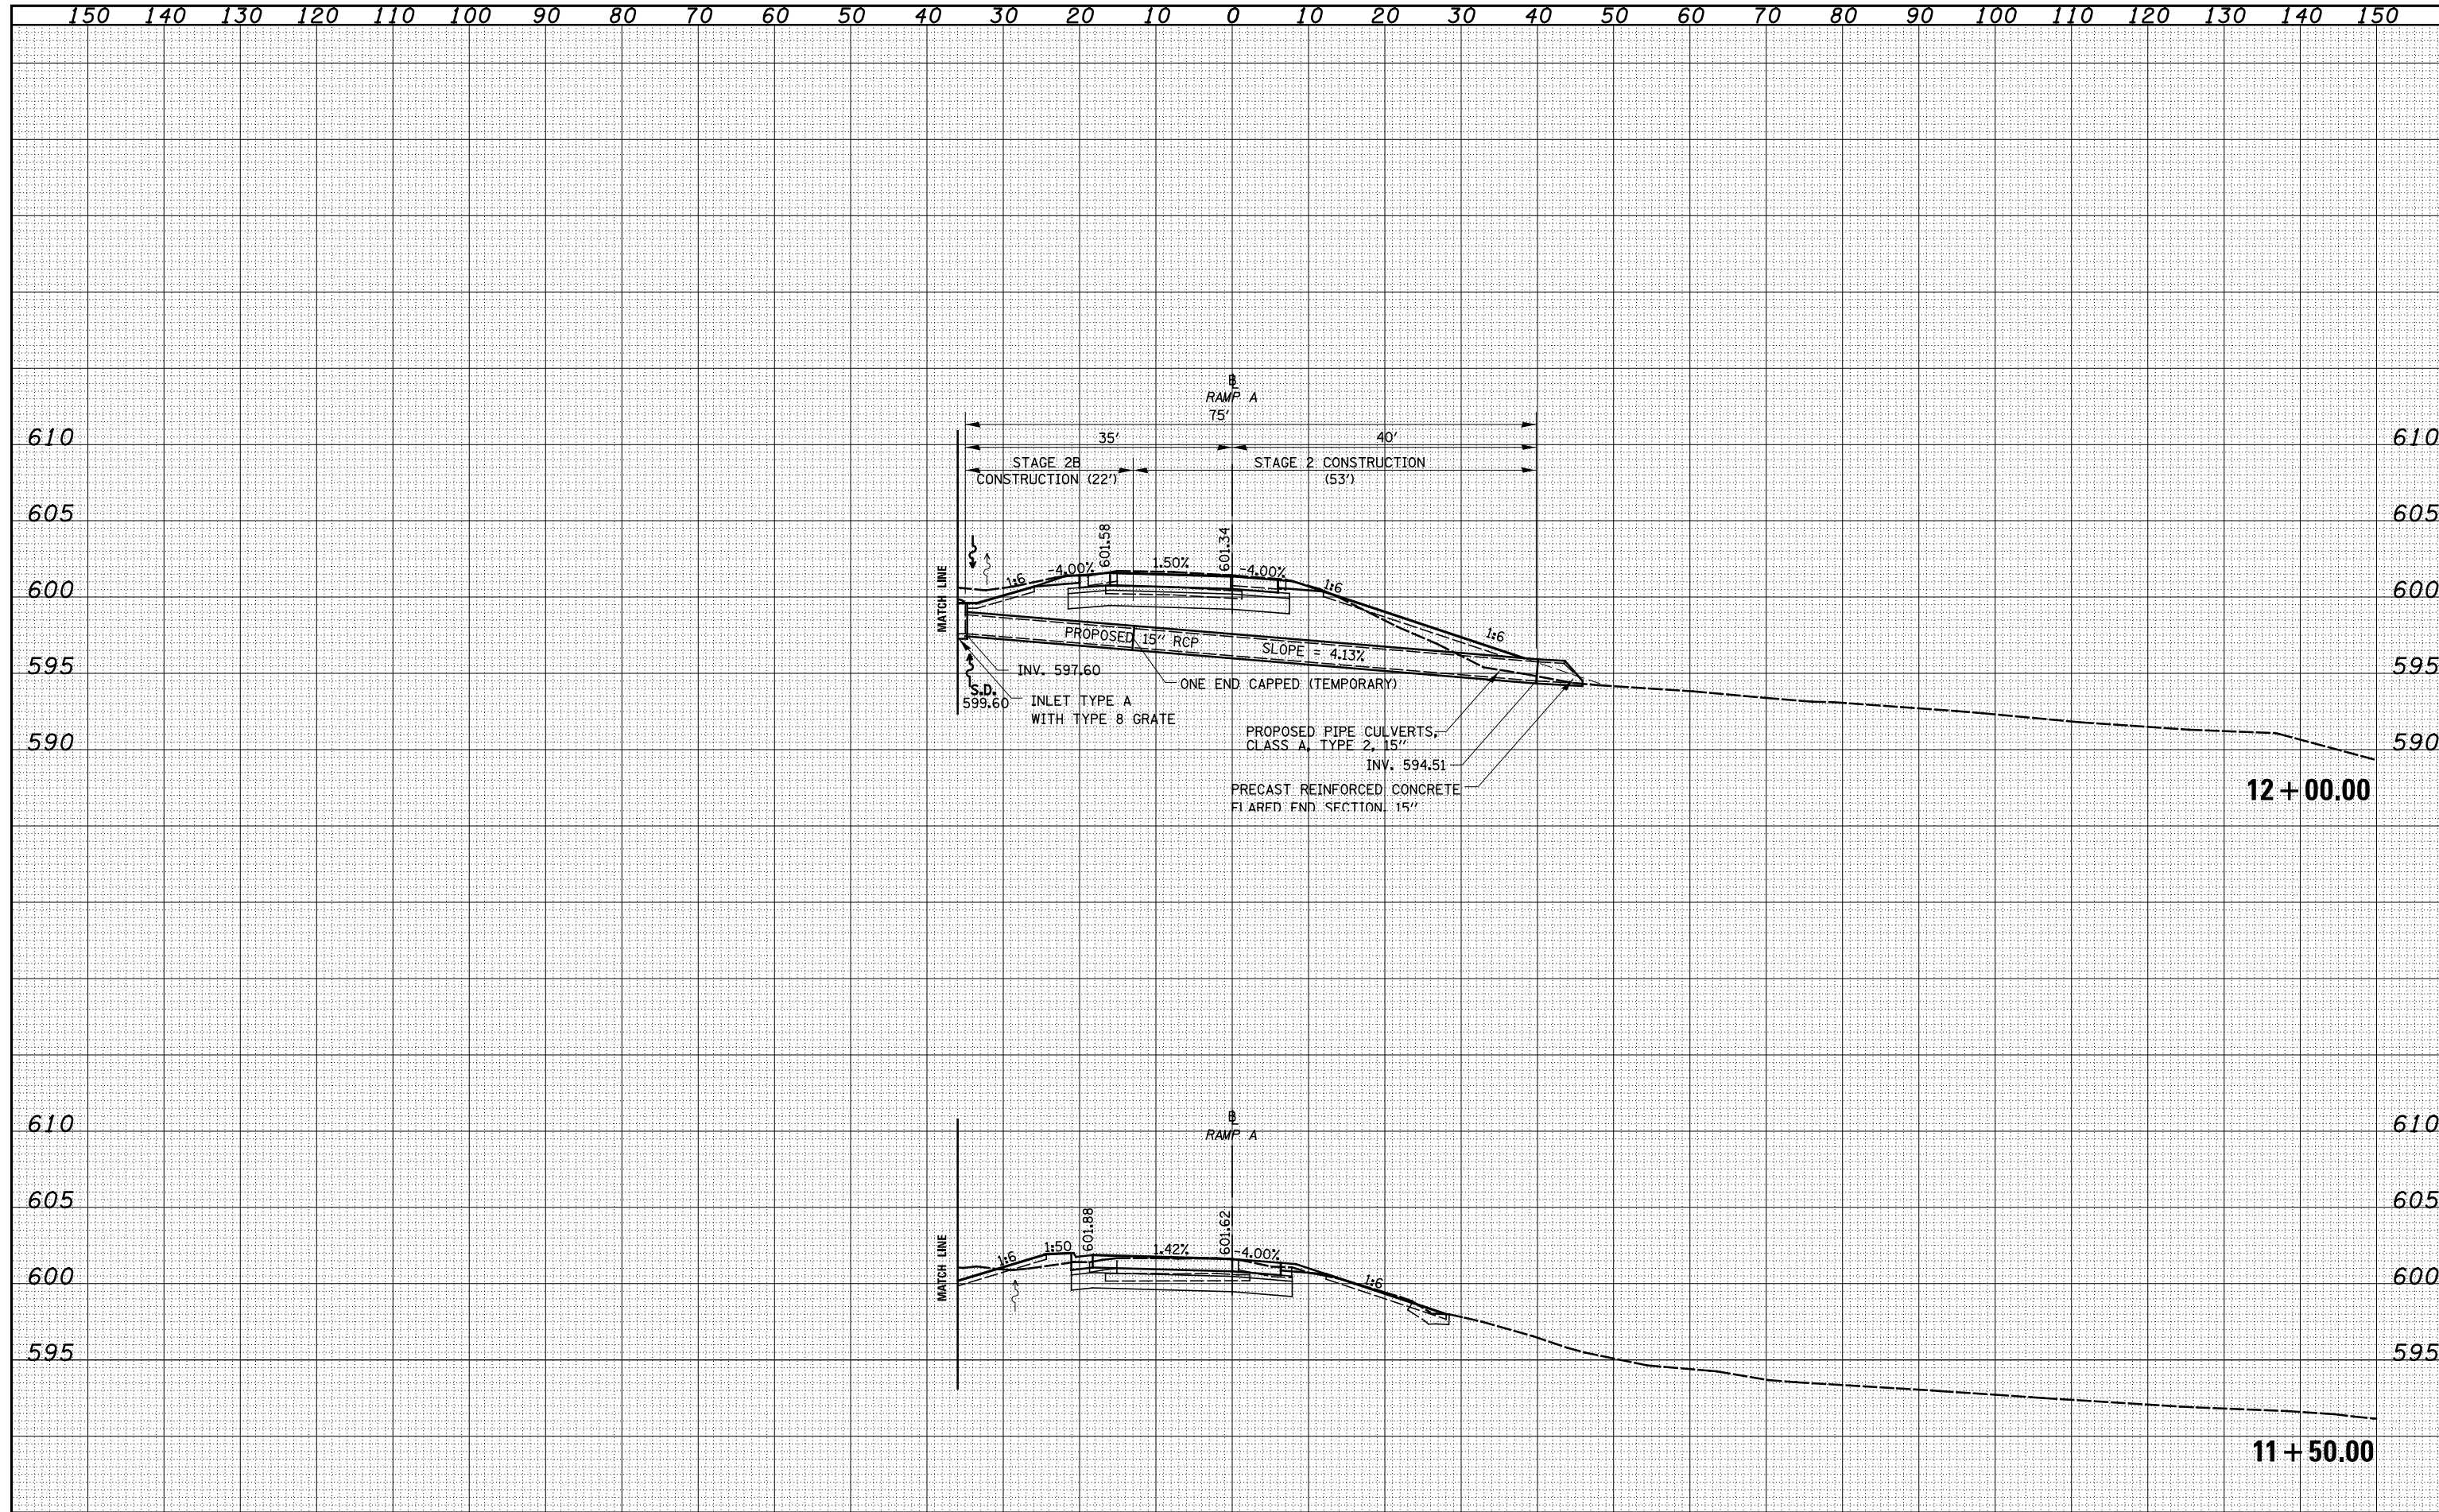 150 140 130 120 110 100 90 80 70 60 50 40 30 20 10 0 10 20 30 40 50 60 70 80 90 100 110 120 130 140 150
B
L
RAMP A
75'
610 610
35' 40'
STAGE 2B STAGE 2 CONSTRUCTION
CONSTRUCTION (22') (53')
605 605
601.58 601.34
1:6 -4.00% 1.50% -4.00% 1:6
600 600
MATCH LINE
PROPOSED 15" RCP SLOPE = 4.13% 1:6
595 595
INV. 597.60
ONE END CAPPED (TEMPORARY)
S.D.
599.60
INLET TYPE A
WITH TYPE 8 GRATE
PROPOSED PIPE CULVERTS,
CLASS A, TYPE 2, 15"
590 590
INV. 594.51
PRECAST REINFORCED CONCRETE
FLARED END SECTION, 15"
12+00.00
B
L
RAMP A
610 610
605 605
601.88 601.62
1:6 1:50 1.42% -4.00% 1:6
MATCH LINE
600 600
595 595
11+50.00